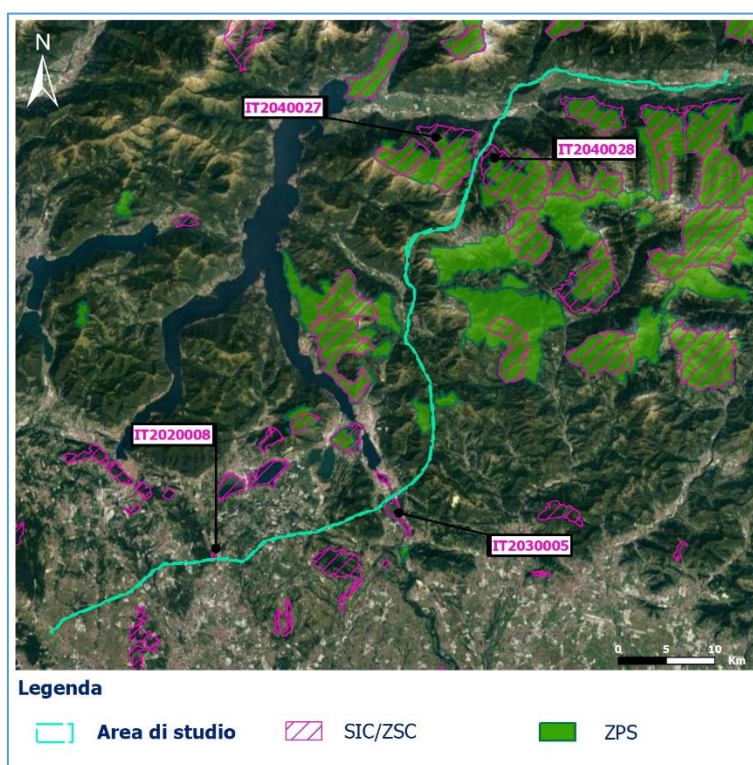 N
IT2040027
IT2040028
IT2020008
IT2030005
0 5 10
Km
Legenda
Area di studio SIC/ZSC ZPS